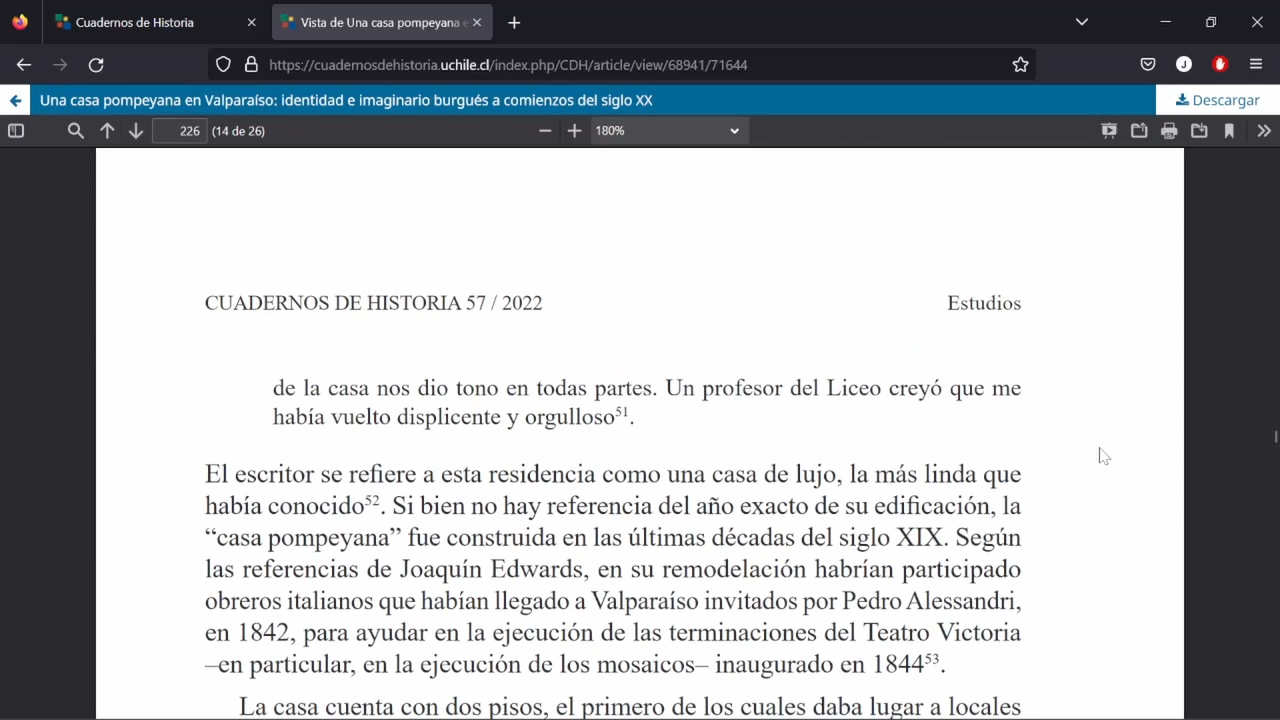 Cuadernos de Historia
Vista de Una casa pompeyana e
https://cuadernosdehistoria.uchile.cl/index.php/CDH/article/view/68941/71644
J
Una casa pompeyana en Valparaíso: identidad e imaginario burgués a comienzos del siglo XX
Descargar
226 (14 de 26)
180%
CUADERNOS DE HISTORIA 57 / 2022
Estudios
de la casa nos dio tono en todas partes. Un profesor del Liceo creyó que me
había vuelto displicente y orgulloso51.
El escritor se refiere a esta residencia como una casa de lujo, la más linda que
había conocido52. Si bien no hay referencia del año exacto de su edificación, la
“casa pompeyana” fue construida en las últimas décadas del siglo XIX. Según
las referencias de Joaquín Edwards, en su remodelación habrían participado
obreros italianos que habían llegado a Valparaíso invitados por Pedro Alessandri,
en 1842, para ayudar en la ejecución de las terminaciones del Teatro Victoria
–en particular, en la ejecución de los mosaicos– inaugurado en 184453.
La casa cuenta con dos pisos, el primero de los cuales daba lugar a locales